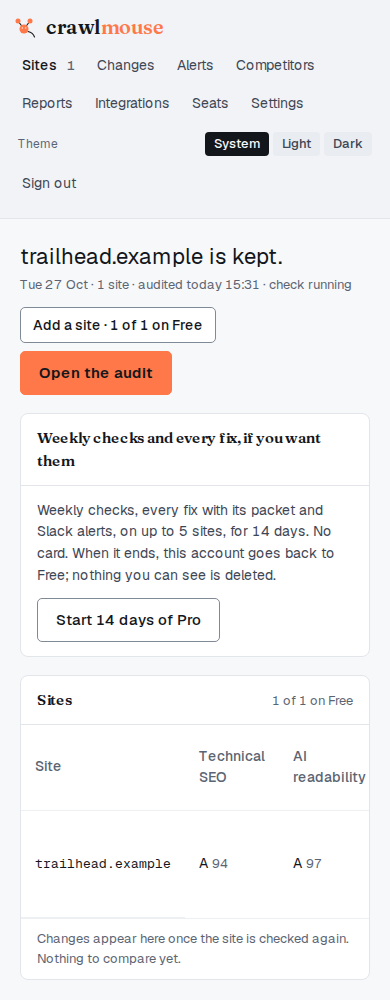 crawlmouse
Sites 1 Changes Alerts Competitors
Reports Integrations Seats Settings
Theme System Light Dark
Sign out
trailhead.example is kept.
Tue 27 Oct · 1 site · audited today 15:31 · check running
Add a site · 1 of 1 on Free
Open the audit
Weekly checks and every fix, if you want
them
Weekly checks, every fix with its packet and
Slack alerts, on up to 5 sites, for 14 days. No
card. When it ends, this account goes back to
Free; nothing you can see is deleted.
Start 14 days of Pro
Sites 1 of 1 on Free
Site Technical SEO AI readability
trailhead.example A 94 A 97
Changes appear here once the site is checked again.
Nothing to compare yet.